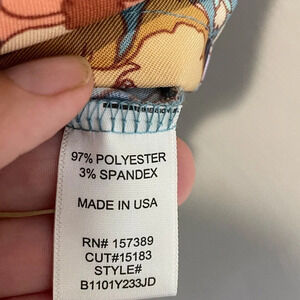 97% POLYESTER
3% SPANDEX
MADE IN USA
RN# 157389
CUT#15183
STYLE#
B1101Y233JD